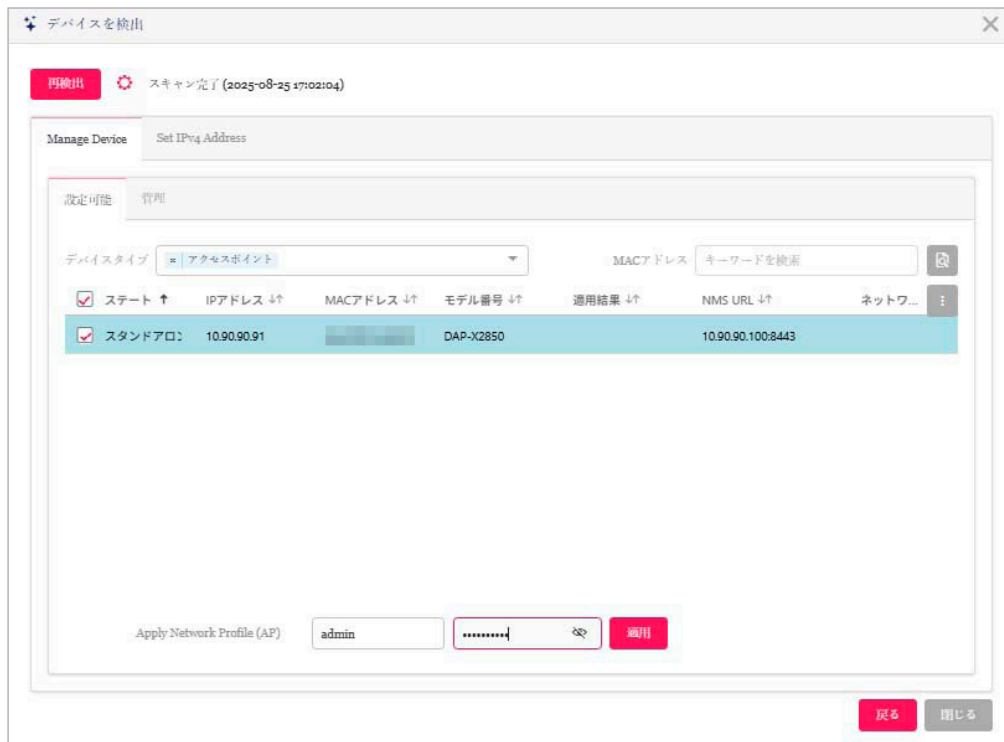 デバイスを検出
再検出 スキャン完了(2025-08-25 17:02:04)
Manage Device Set IPv4 Address
設定可能 管理
デバイスタイプ × アクセスポイント MACアドレス キーワードを検索
ステート ↑ IPアドレス ↓↑ MACアドレス ↓↑ モデル番号 ↓↑ 適用結果 ↓↑ NMS URL ↓↑ ネットワ...
スタンドアロン 10.90.90.91 DAP-X2850 10.90.90.100:8443
Apply Network Profile (AP) admin •••••••••• 適用
戻る 閉じる